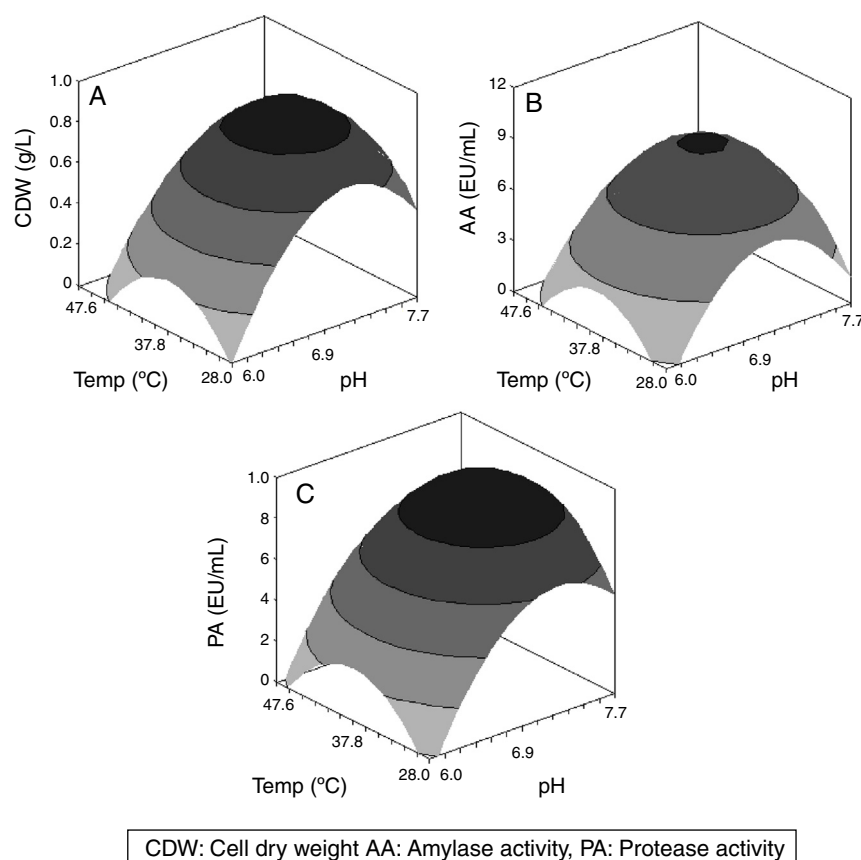 A
CDW (g/L)
1.0
0.8
0.6
0.4
0.2
0
47.6
37.8
28.0
Temp (ºC)
6.0
6.9
7.7
pH
B
AA (EU/mL)
12
9
6
3
0
47.6
37.8
28.0
Temp (ºC)
6.0
6.9
7.7
pH
C
PA (EU/mL)
1.0
8
6
4
2
0
47.6
37.8
28.0
Temp (ºC)
6.0
6.9
7.7
pH
CDW: Cell dry weight AA: Amylase activity, PA: Protease activity